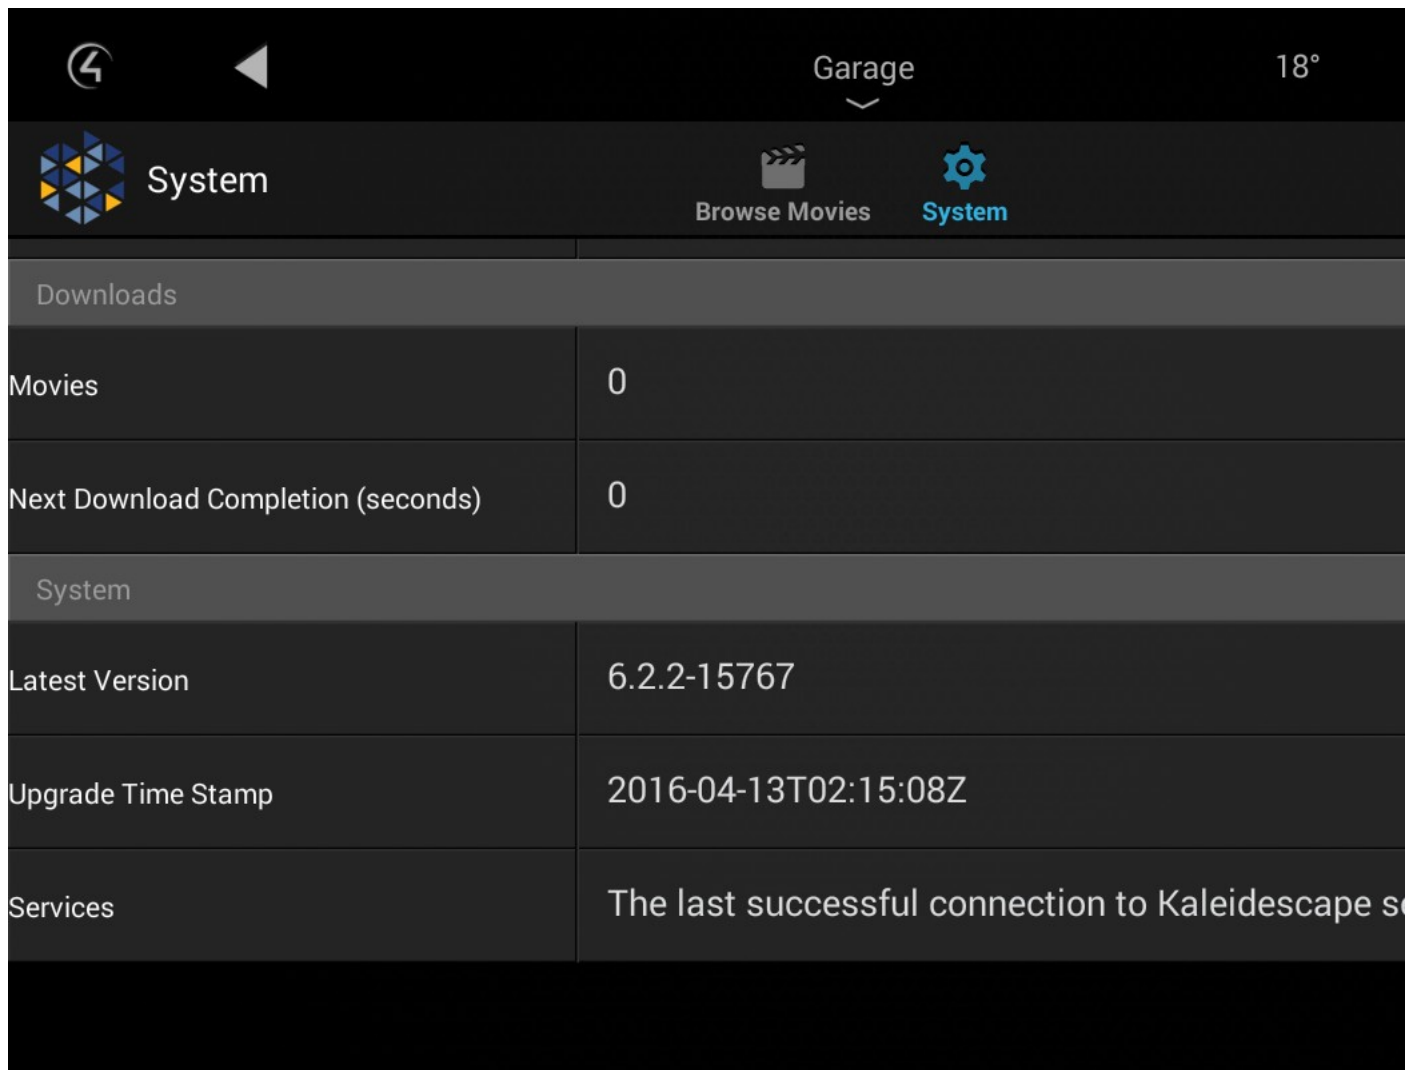 Garage
18°
System
Browse Movies
System
Downloads
Movies
0
Next Download Completion (seconds)
0
System
Latest Version
6.2.2-15767
Upgrade Time Stamp
2016-04-13T02:15:08Z
Services
The last successful connection to Kaleidescape